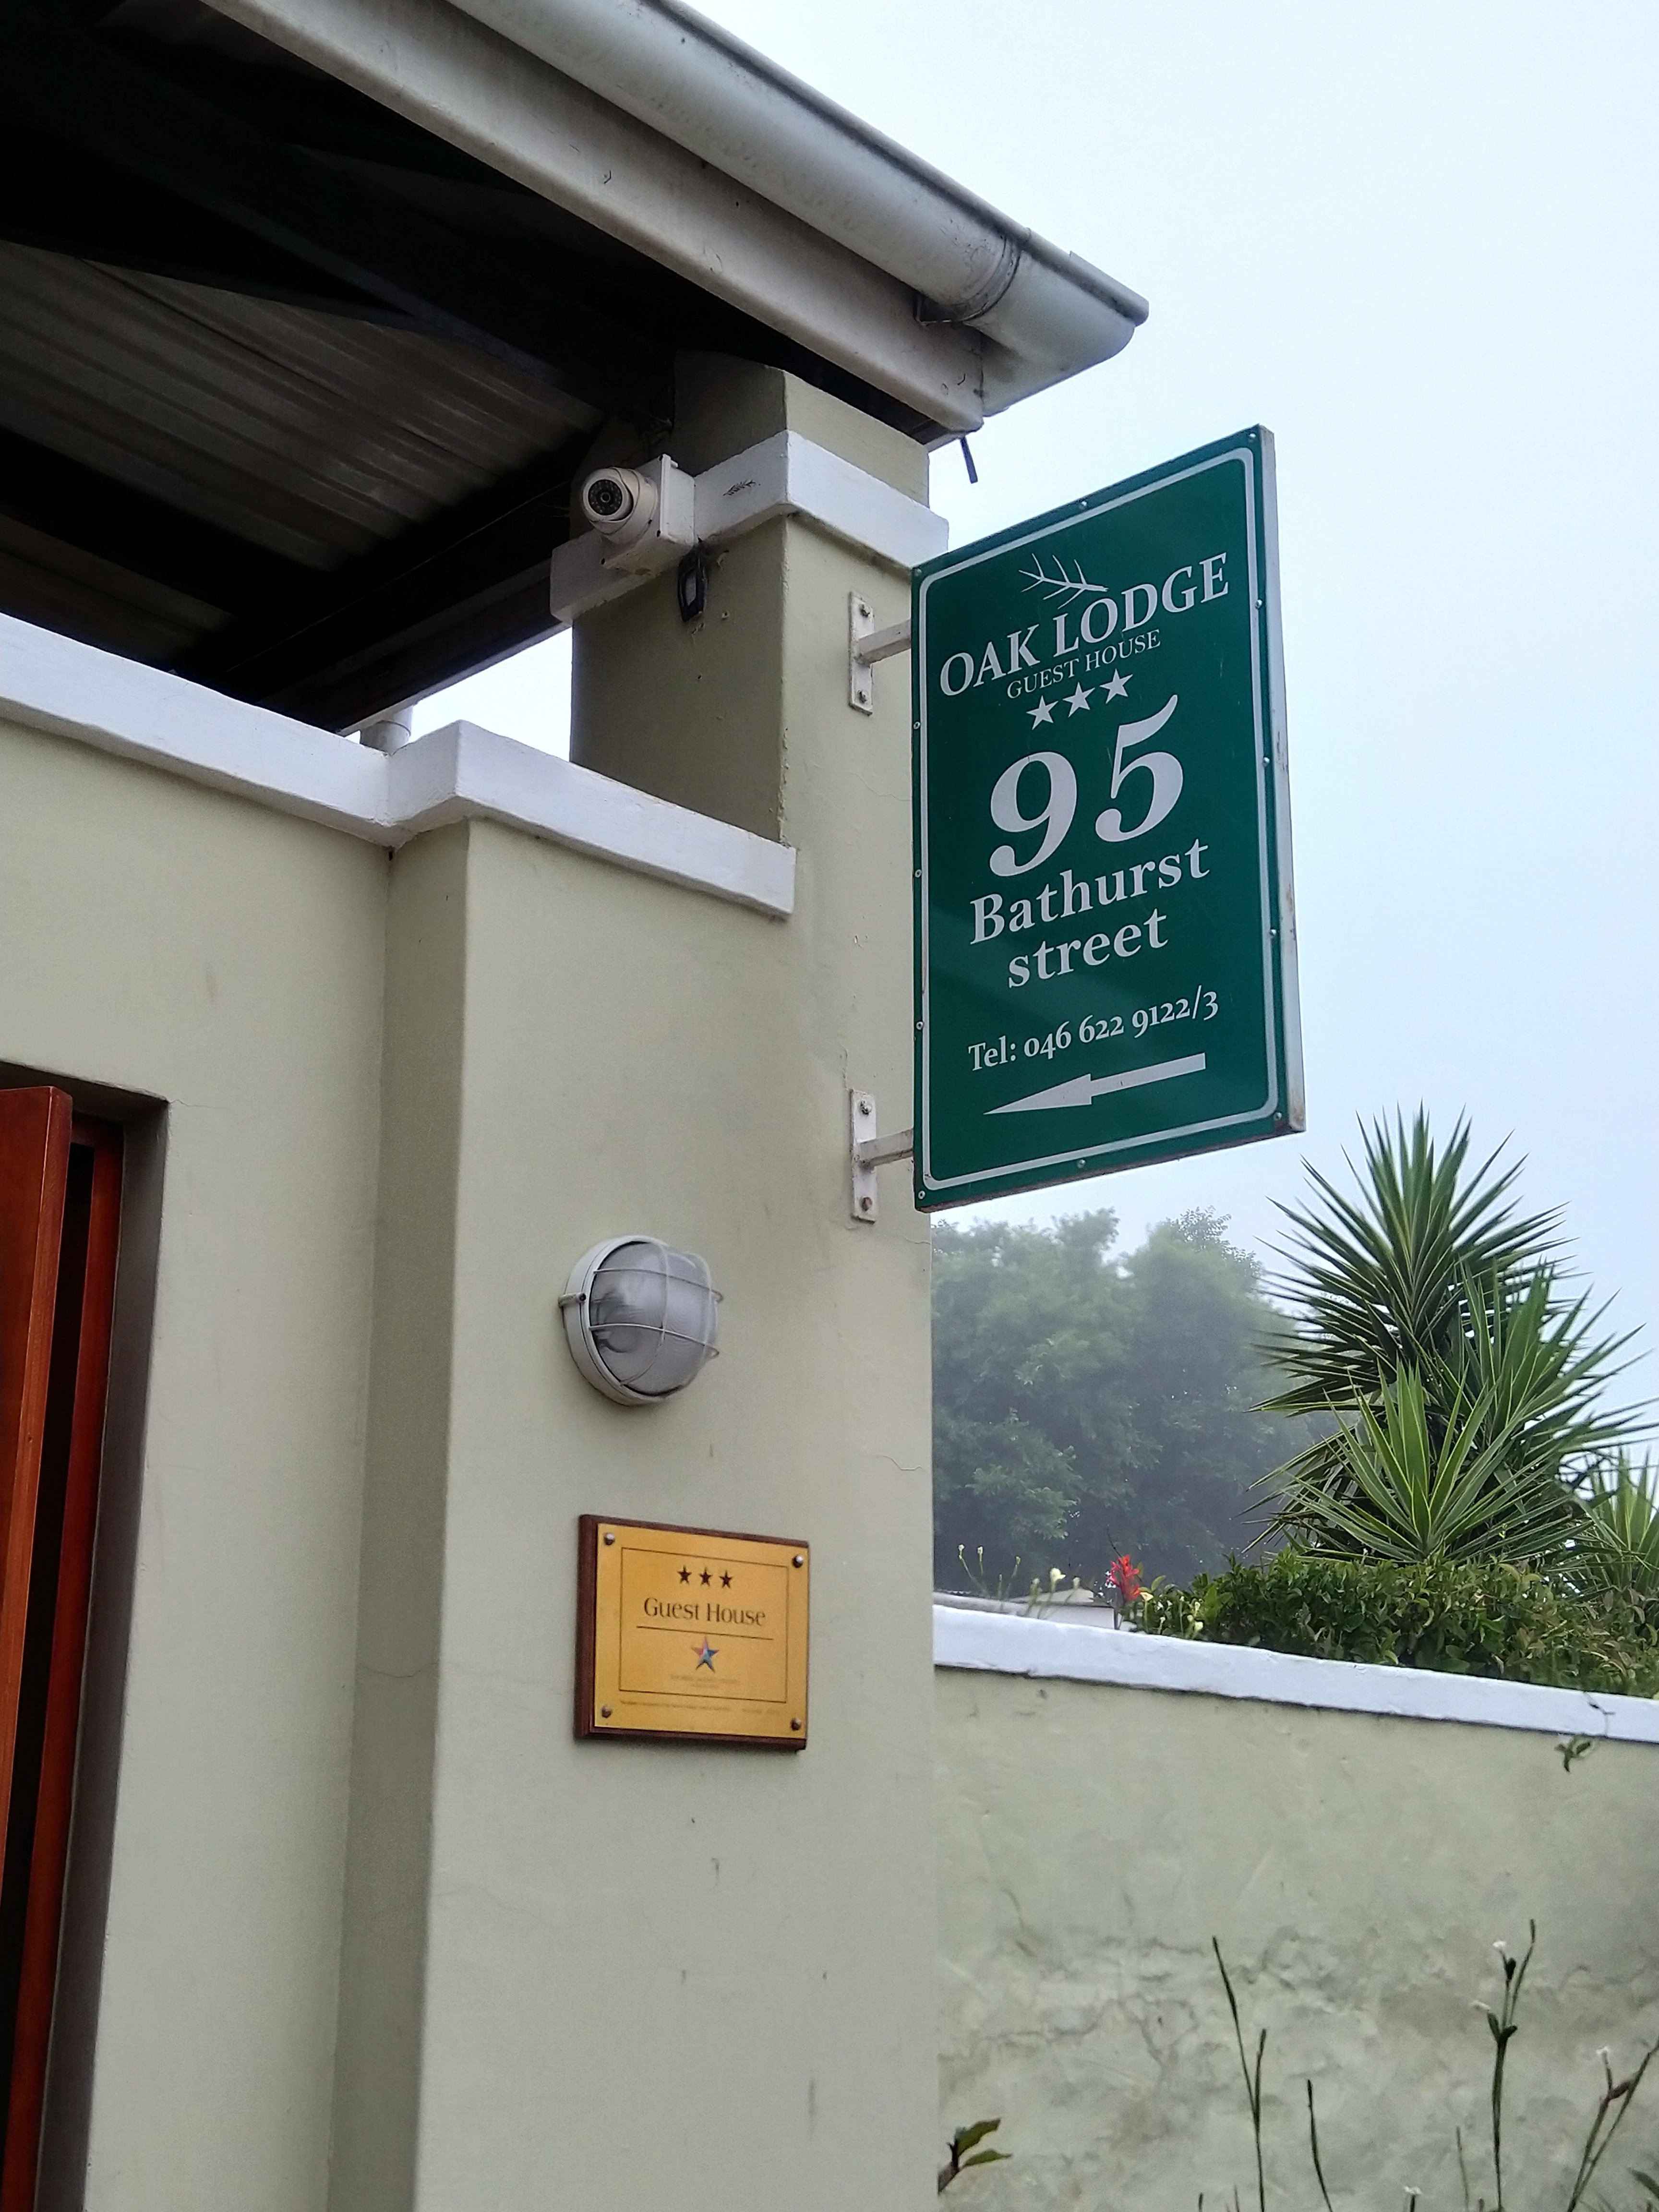 OAK LODGE
GUEST HOUSE
95
Bathurst
street
Tel: 046 622 9122/3
Guest House